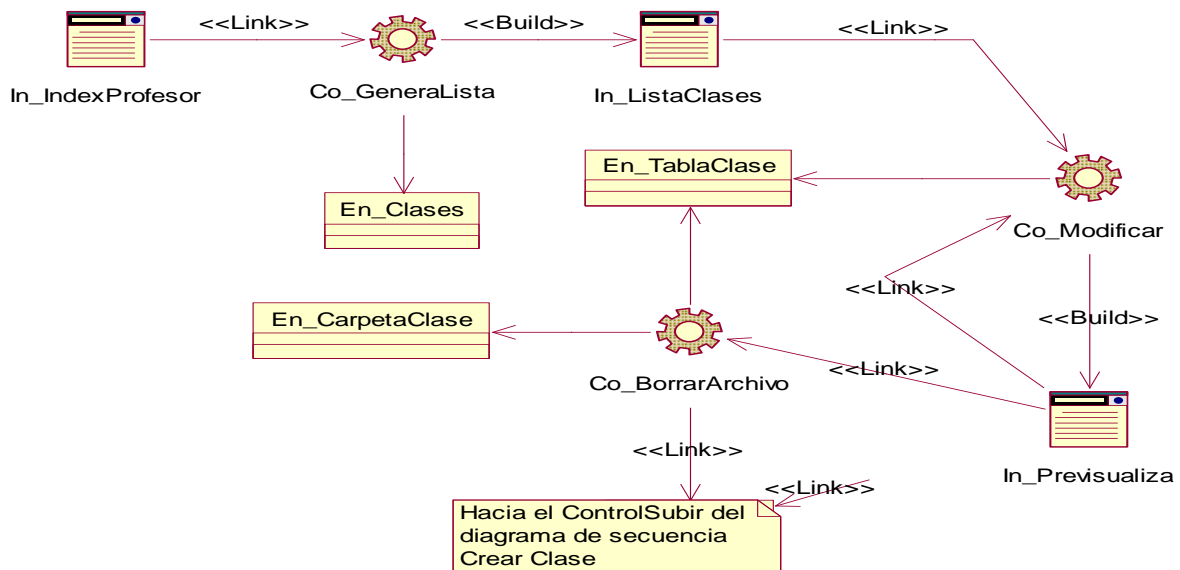 <<Link>>
<<Build>>
<<Link>>
In_IndexProfesor
Co_GeneraLista
In_ListaClases
En_TablaClase
En_Clases
Co_Modificar
<<Link>>
En_CarpetaClase
<<Build>>
Co_BorrarArchivo
<<Link>>
<<Link>>
In_Previsualiza
<<Link>>
Hacia el ControlSubir del
diagrama de secuencia
Crear Clase